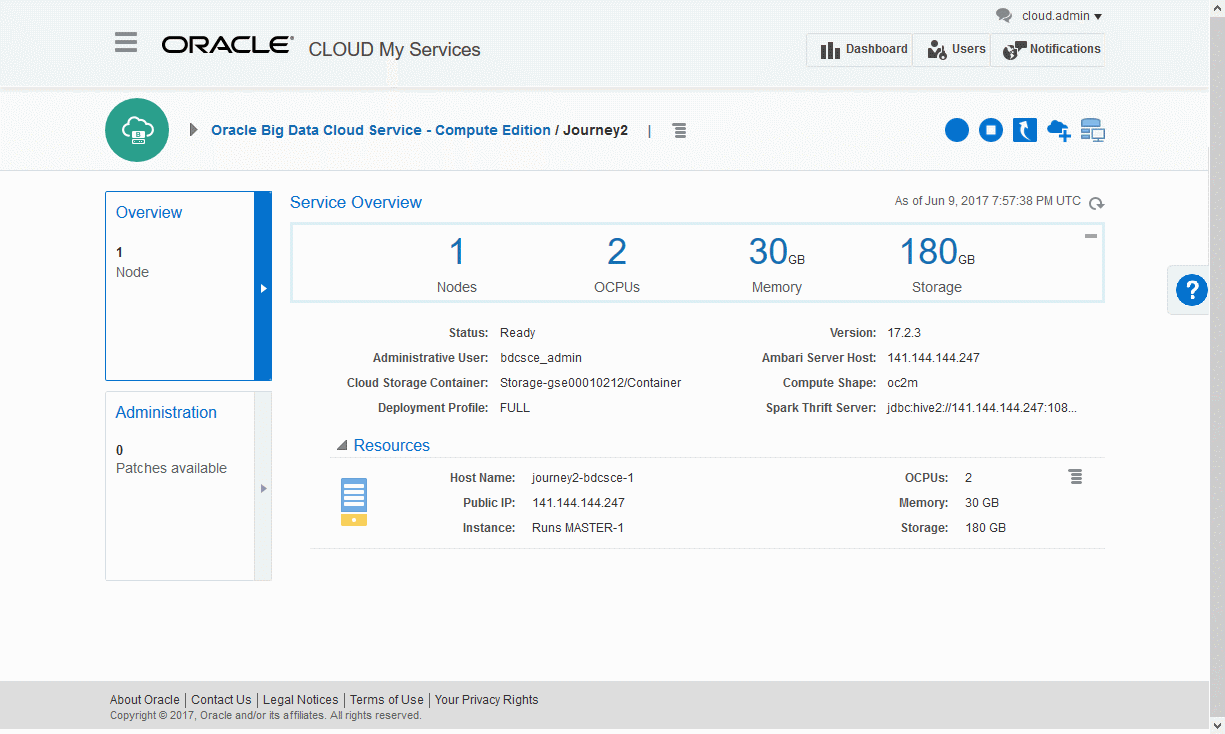 cloud.admin
ORACLE® CLOUD My Services
Dashboard Users Notifications
Oracle Big Data Cloud Service - Compute Edition / Journey2 |
Overview
1
Node
Administration
0
Patches available
Service Overview
As of Jun 9, 2017 7:57:38 PM UTC
1 2 30GB 180GB
Nodes OCPUs Memory Storage
Status: Ready Version: 17.2.3
Administrative User: bdcsce_admin Ambari Server Host: 141.144.144.247
Cloud Storage Container: Storage-gse00010212/Container Compute Shape: oc2m
Deployment Profile: FULL Spark Thrift Server: jdbc:hive2://141.144.144.247:108...
Resources
Host Name: journey2-bdcsce-1 OCPUs: 2
Public IP: 141.144.144.247 Memory: 30 GB
Instance: Runs MASTER-1 Storage: 180 GB
?
About Oracle | Contact Us | Legal Notices | Terms of Use | Your Privacy Rights
Copyright © 2017, Oracle and/or its affiliates. All rights reserved.